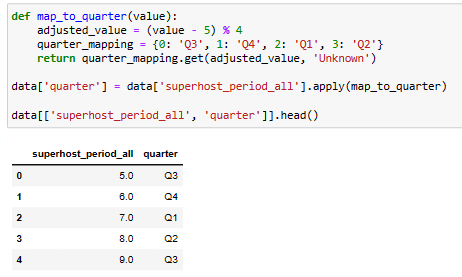 def map_to_quarter(value):
    adjusted_value = (value - 5) % 4
    quarter_mapping = {0: 'Q3', 1: 'Q4', 2: 'Q1', 3: 'Q2'}
    return quarter_mapping.get(adjusted_value, 'Unknown')
data['quarter'] = data['superhost_period_all'].apply(map_to_quarter)
data[['superhost_period_all', 'quarter']].head()
superhost_period_all quarter
0 5.0 Q3
1 6.0 Q4
2 7.0 Q1
3 8.0 Q2
4 9.0 Q3